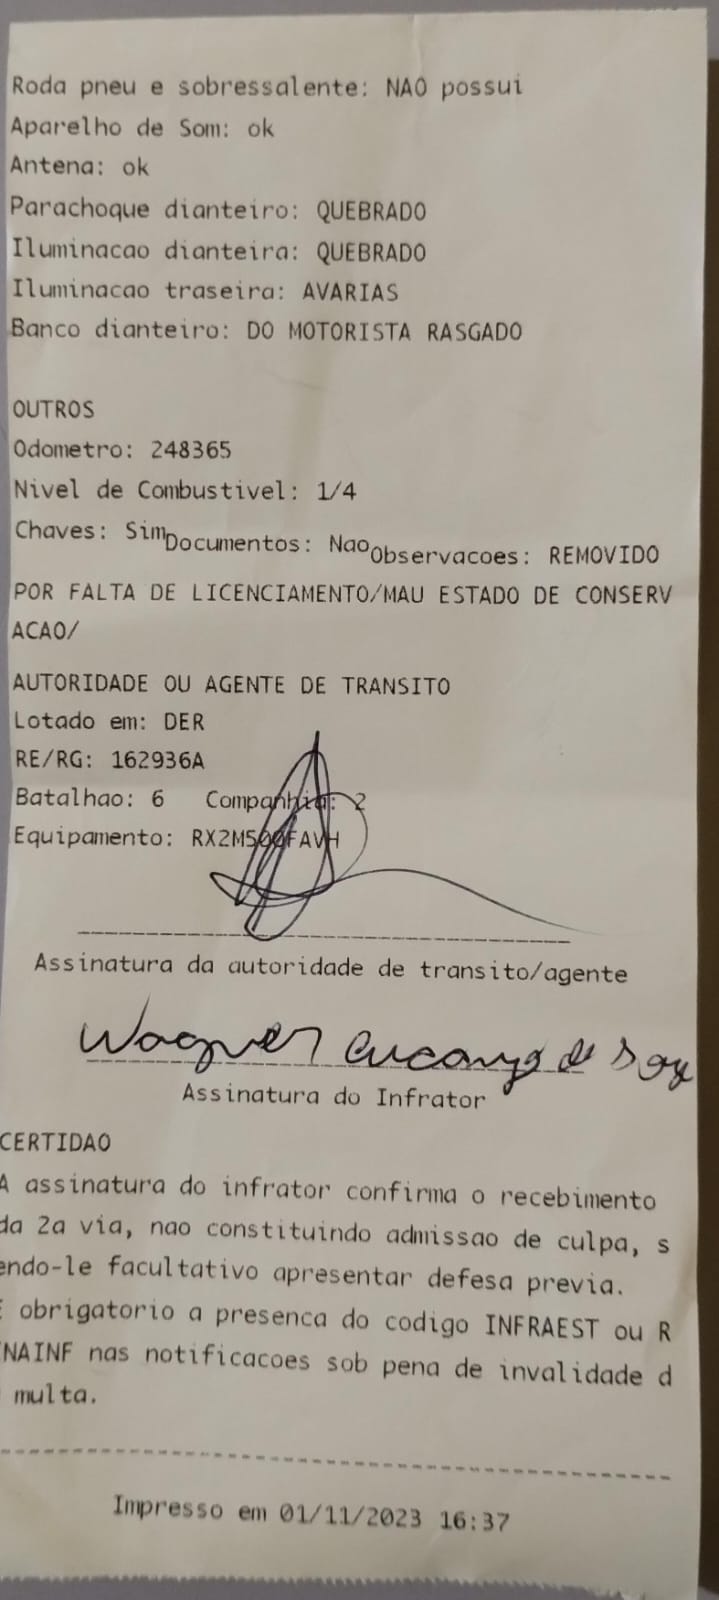 Roda pneu e sobressalente: NAO possui
Aparelho de Som: ok
Antena: ok
Parachoque dianteiro: QUEBRADO
Iluminacao dianteira: QUEBRADO
Iluminacao traseira: AVARIAS
Banco dianteiro: DO MOTORISTA RASGADO
OUTROS
Odometro: 248365
Nivel de Combustivel: 1/4
Chaves: Sim Documentos: Nao Observacoes: REMOVIDO
POR FALTA DE LICENCIAMENTO/MAU ESTADO DE CONSERV
ACAO/
AUTORIDADE OU AGENTE DE TRANSITO
Lotado em: DER
RE/RG: 162936A
Batalhao: 6 Companhia: 2
Equipamento: RX2M500FAVH
Assinatura da autoridade de transito/agente
Wagner de
Assinatura do Infrator
CERTIDAO
A assinatura do infrator confirma o recebimento
da 2a via, nao constituindo admissao de culpa, s
endo-le facultativo apresentar defesa previa.
E obrigatorio a presenca do codigo INFRAEST ou R
ENAINF nas notificacoes sob pena de invalidade d
multa.
Impresso em 01/11/2023 16:37